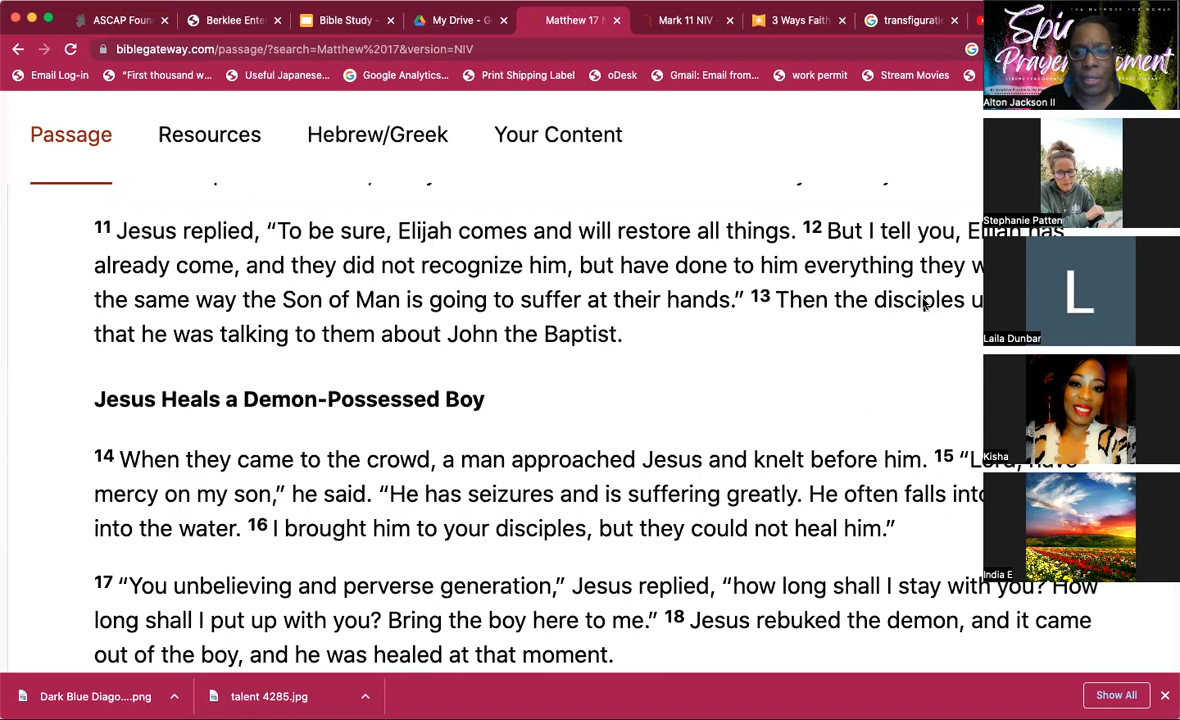 ASCAP Foun
Berklee Ente
Bible Study –
My Drive – G
Matthew 17 N
Mark 11 NIV –
3 Ways Faith
transfigurati
biblegateway.com/passage/?search=Matthew%2017&version=NIV
Email Log-in
"First thousand w...
Useful Japanese...
Google Analytics...
Print Shipping Label
oDesk
Gmail: Email from...
work permit
Stream Movies
Passage
Resources
Hebrew/Greek
Your Content
11 Jesus replied, “To be sure, Elijah comes and will restore all things. 12 But I tell you, Elijah has
already come, and they did not recognize him, but have done to him everything they
the same way the Son of Man is going to suffer at their hands.” 13 Then the disciples
that he was talking to them about John the Baptist.
Jesus Heals a Demon-Possessed Boy
14 When they came to the crowd, a man approached Jesus and knelt before him. 15 “Lord, have
mercy on my son,” he said. “He has seizures and is suffering greatly. He often falls into
into the water. 16 I brought him to your disciples, but they could not heal him.”
17 “You unbelieving and perverse generation,” Jesus replied, “how long shall I stay with you? How
long shall I put up with you? Bring the boy here to me.” 18 Jesus rebuked the demon, and it came
out of the boy, and he was healed at that moment.
Alton Jackson II
Stephanie Patten
L
Laila Dunbar
Kisha
India E
Dark Blue Diago....png
talent 4285.jpg
Show All